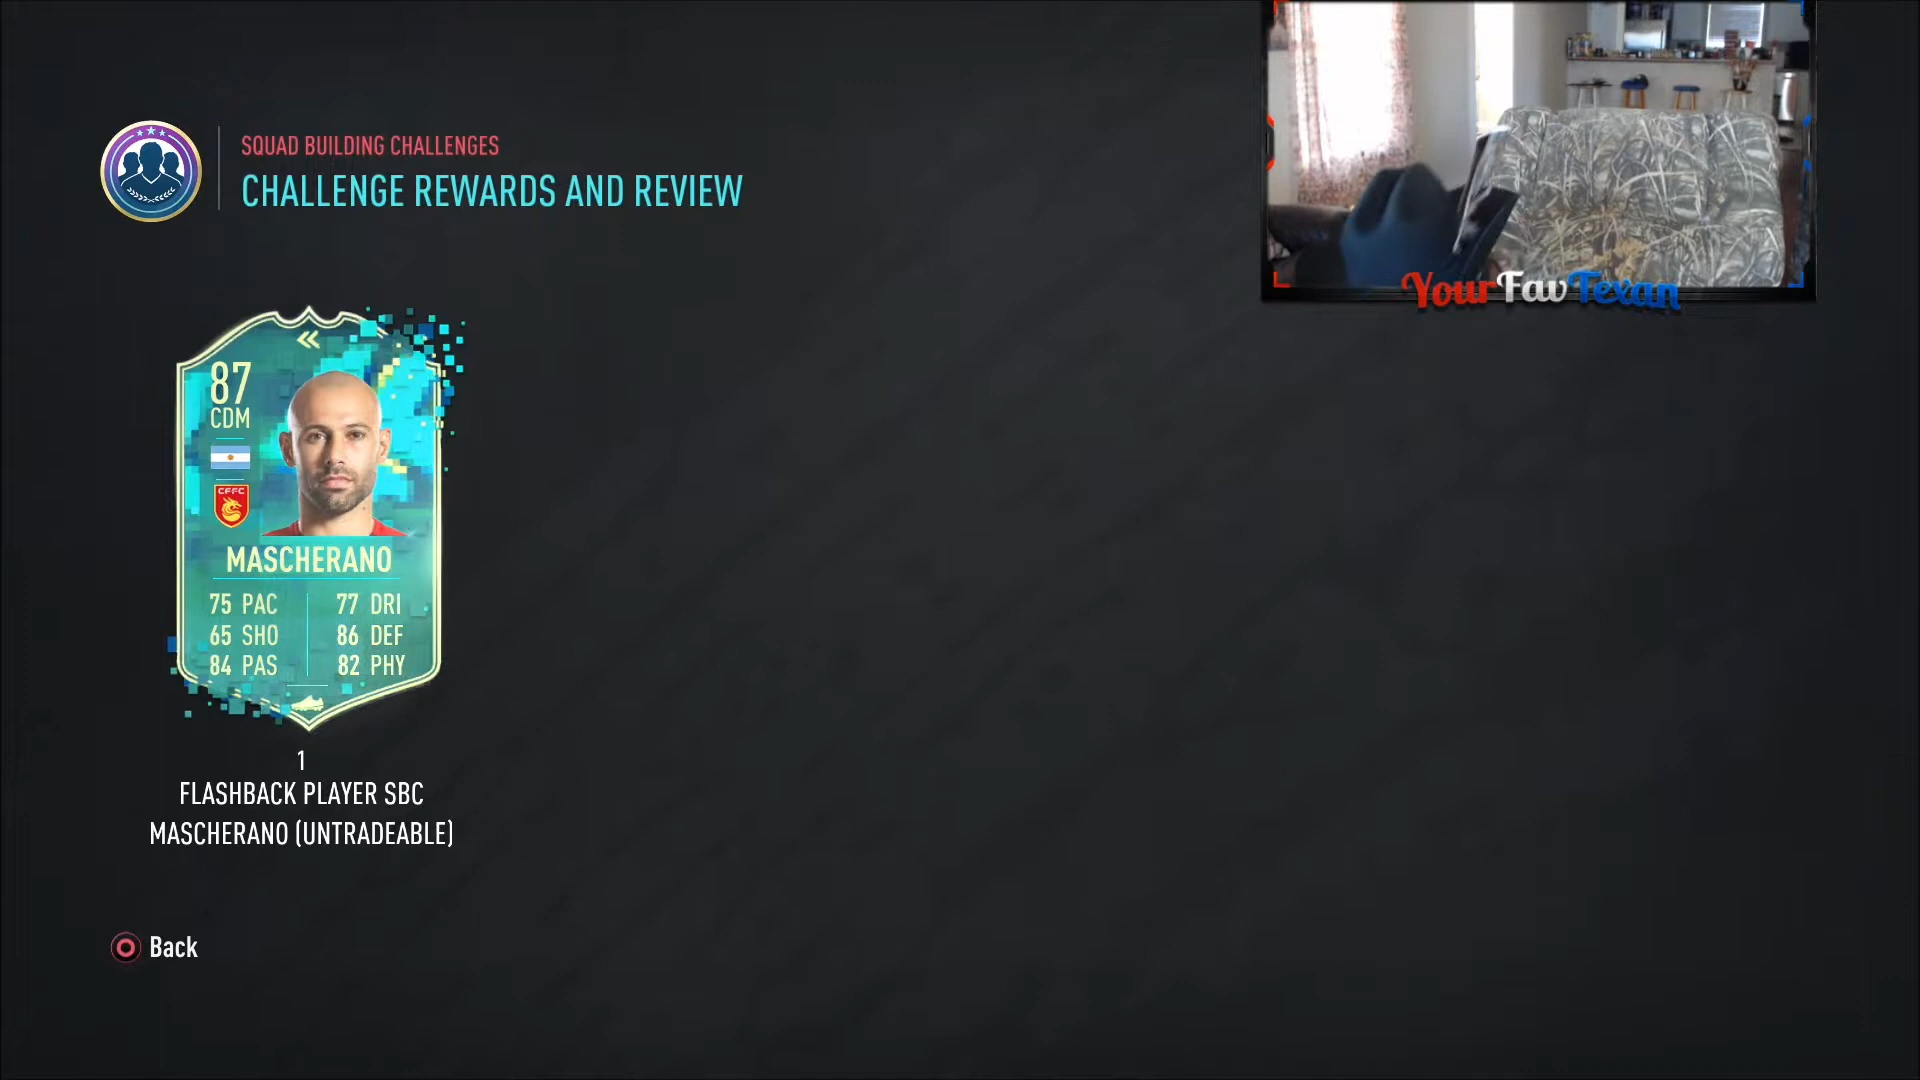 SQUAD BUILDING CHALLENGES
CHALLENGE REWARDS AND REVIEW
YourFavTexan
87
CDM
CFFC
MASCHERANO
75 PAC 77 DRI
65 SHO 86 DEF
84 PAS 82 PHY
1
FLASHBACK PLAYER SBC
MASCHERANO (UNTRADEABLE)
Back